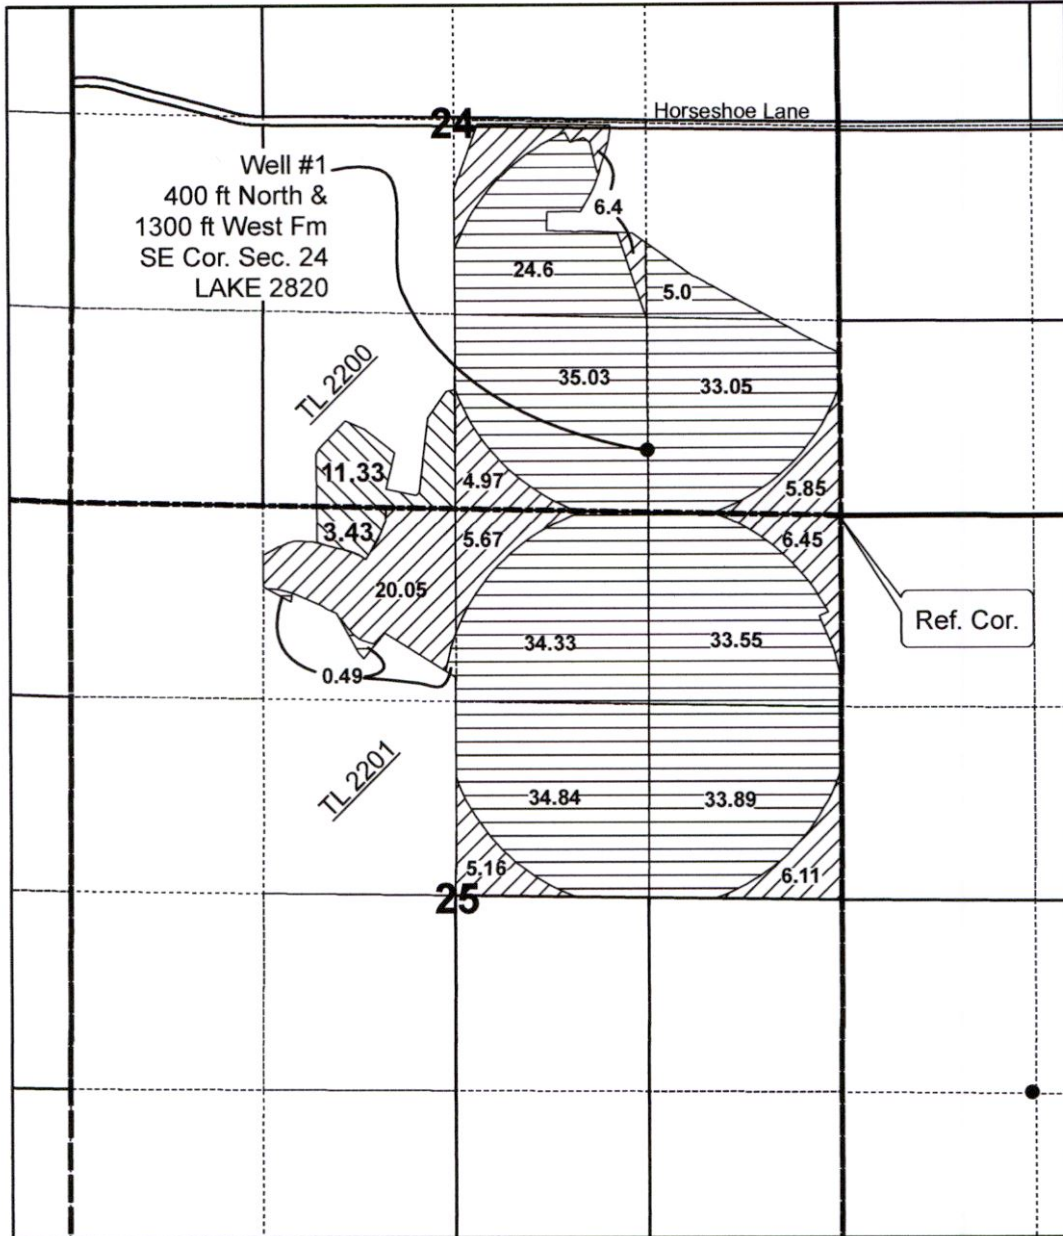 Horseshoe Lane
24
Well #1
400 ft North &
1300 ft West Fm
SE Cor. Sec. 24
LAKE 2820
6.4
24.6
5.0
TL 2200
35.03
33.05
11.33
4.97
5.85
3.43
5.67
6.45
20.05
Ref. Cor.
34.33
33.55
0.49
TL 2201
34.84
33.89
5.16
6.11
25